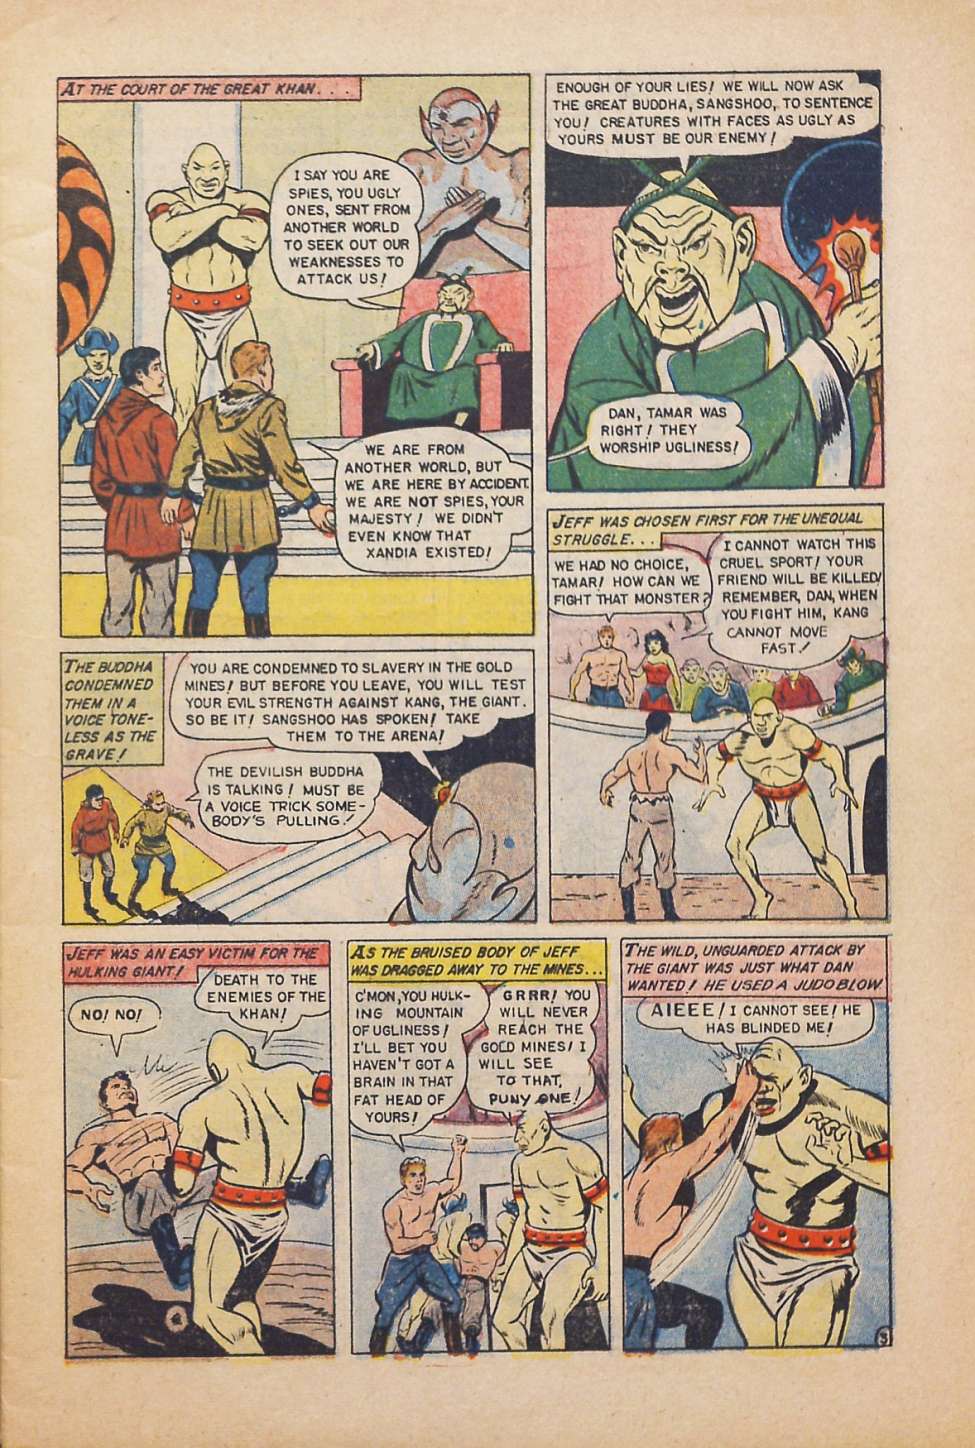 AT THE COURT OF THE GREAT KHAN. . . .
I SAY YOU ARE
SPIES, YOU UGLY
ONES, SENT FROM
ANOTHER WORLD
TO SEEK OUT OUR
WEAKNESSES TO
ATTACK US!
WE ARE FROM
ANOTHER WORLD, BUT
WE ARE HERE BY ACCIDENT.
WE ARE NOT SPIES, YOUR
MAJESTY! WE DIDN'T
EVEN KNOW THAT
XANDIA EXISTED!
ENOUGH OF YOUR LIES! WE WILL NOW ASK
THE GREAT BUDDHA, SANGSHOO, TO SENTENCE
YOU! CREATURES WITH FACES AS UGLY AS
YOURS MUST BE OUR ENEMY!
DAN, TAMAR WAS
RIGHT! THEY
WORSHIP UGLINESS!
THE BUDDHA
CONDEMNED
THEM IN A
VOICE TONE-
LESS AS THE
GRAVE!
YOU ARE CONDEMNED TO SLAVERY IN THE GOLD
MINES! BUT BEFORE YOU LEAVE, YOU WILL TEST
YOUR EVIL STRENGTH AGAINST KANG, THE GIANT.
SO BE IT! SANGSHOO HAS SPOKEN! TAKE
THEM TO THE ARENA!
THE DEVILISH BUDDHA
IS TALKING! MUST BE
A VOICE TRICK SOME-
BODY'S PULLING!
JEFF WAS CHOSEN FIRST FOR THE UNEQUAL
STRUGGLE. . .
WE HAD NO CHOICE,
TAMAR! HOW CAN WE
FIGHT THAT MONSTER?
I CANNOT WATCH THIS
CRUEL SPORT! YOUR
FRIEND WILL BE KILLED!
REMEMBER, DAN, WHEN
YOU FIGHT HIM, KANG
CANNOT MOVE
FAST!
JEFF WAS AN EASY VICTIM FOR THE
HULKING GIANT!
NO! NO!
DEATH TO THE
ENEMIES OF THE
KHAN!
AS THE BRUISED BODY OF JEFF
WAS DRAGGED AWAY TO THE MINES...
C'MON, YOU HULK-
ING MOUNTAIN
OF UGLINESS!
I'LL BET YOU
HAVEN'T GOT A
BRAIN IN THAT
FAT HEAD OF
YOURS!
GRRR! YOU
WILL NEVER
REACH THE
GOLD MINES! I
WILL SEE
TO THAT,
PUNY ONE!
THE WILD, UNGUARDED ATTACK BY
THE GIANT WAS JUST WHAT DAN
WANTED! HE USED A JUDO BLOW.
AIEEE! I CANNOT SEE! HE
HAS BLINDED ME!
3